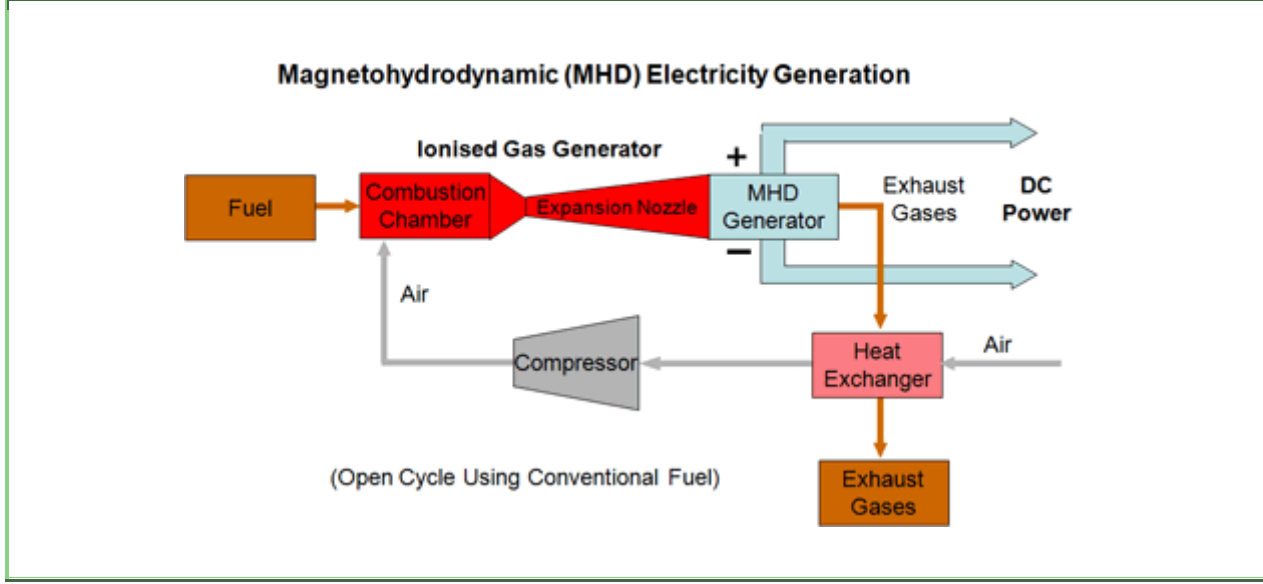 Magnetohydrodynamic (MHD) Electricity Generation
Ionised Gas Generator
+
Fuel
Combustion
Chamber
Expansion Nozzle
MHD
Generator
Exhaust
Gases
DC
Power
−
Air
Compressor
Heat
Exchanger
Air
(Open Cycle Using Conventional Fuel)
Exhaust
Gases